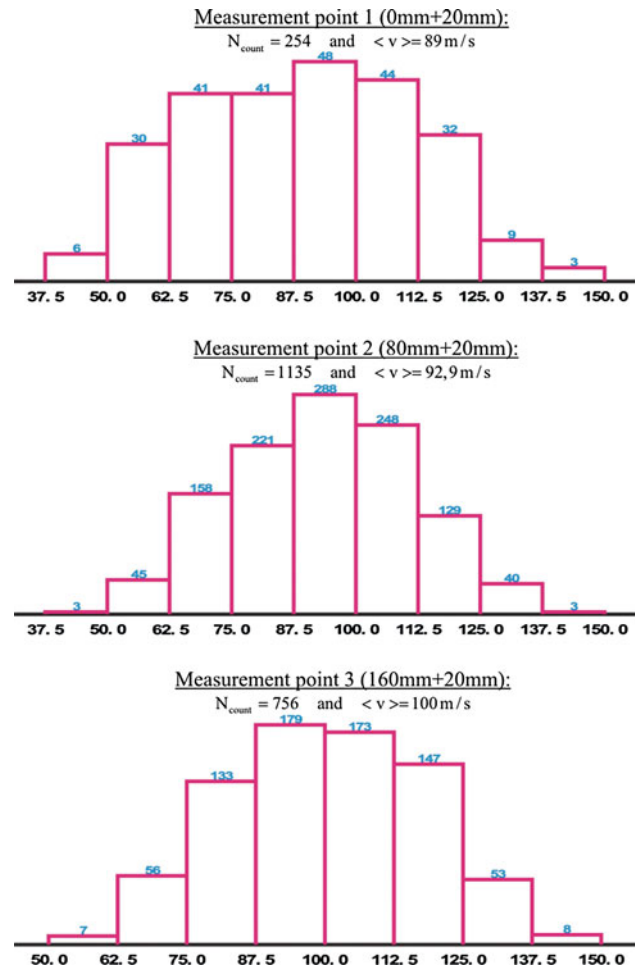 Measurement point 1 (0mm+20mm):
N_count = 254 and < v >= 89 m/s
6 30 41 41 48 44 32 9 3
37.5 50.0 62.5 75.0 87.5 100.0 112.5 125.0 137.5 150.0
Measurement point 2 (80mm+20mm):
N_count = 1135 and < v >= 92,9 m/s
3 45 158 221 288 248 129 40 3
37.5 50.0 62.5 75.0 87.5 100.0 112.5 125.0 137.5 150.0
Measurement point 3 (160mm+20mm):
N_count = 756 and < v >= 100 m/s
7 56 133 179 173 147 53 8
50.0 62.5 75.0 87.5 100.0 112.5 125.0 137.5 150.0